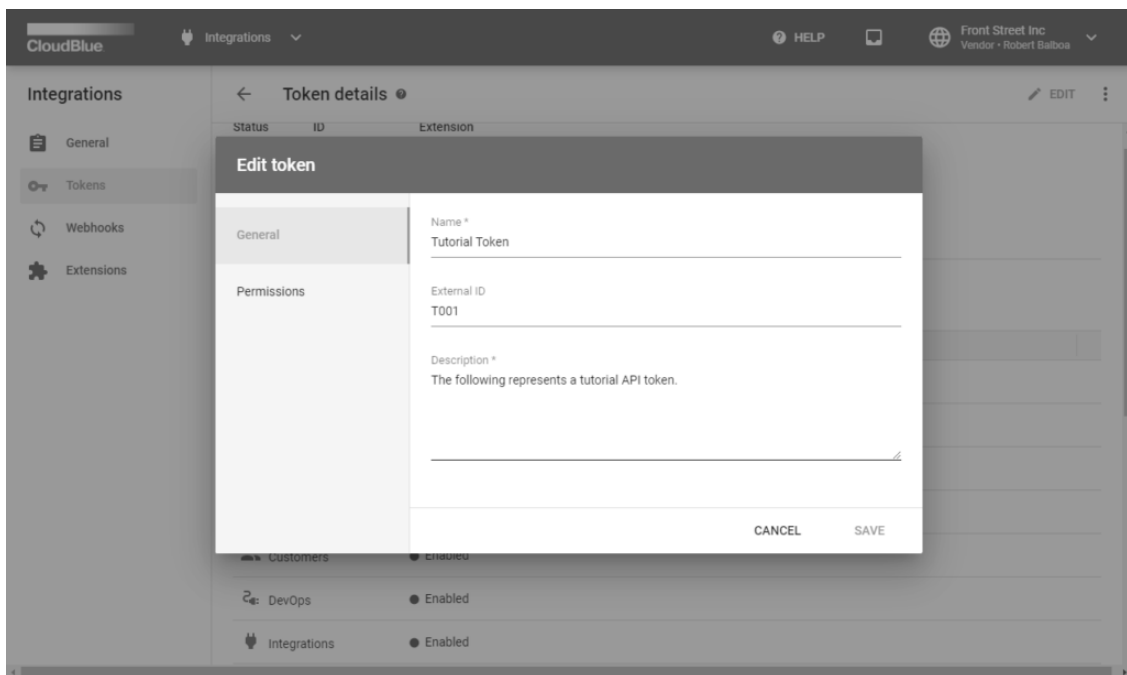 CloudBlue
Integrations
HELP
Front Street Inc
Vendor • Robert Balboa
Integrations
Token details
EDIT
General
Tokens
Webhooks
Extensions
Status ID Extension
Edit token
General
Permissions
Name *
Tutorial Token
External ID
T001
Description *
The following represents a tutorial API token.
CANCEL SAVE
Customers Enabled
DevOps Enabled
Integrations Enabled